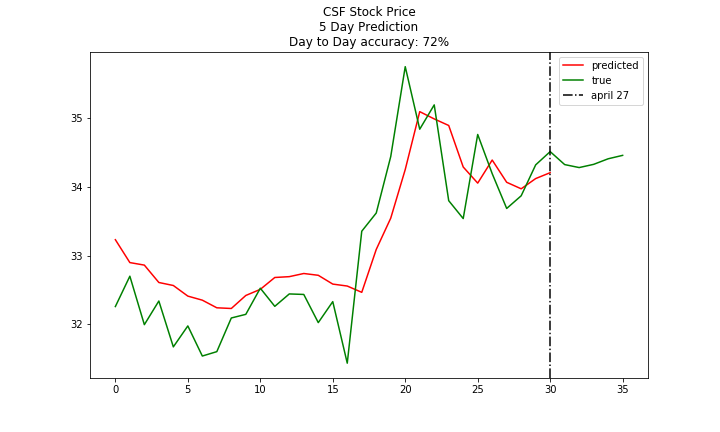 CSF Stock Price
5 Day Prediction
Day to Day accuracy: 72%
predicted
true
april 27
35
34
33
32
0 5 10 15 20 25 30 35